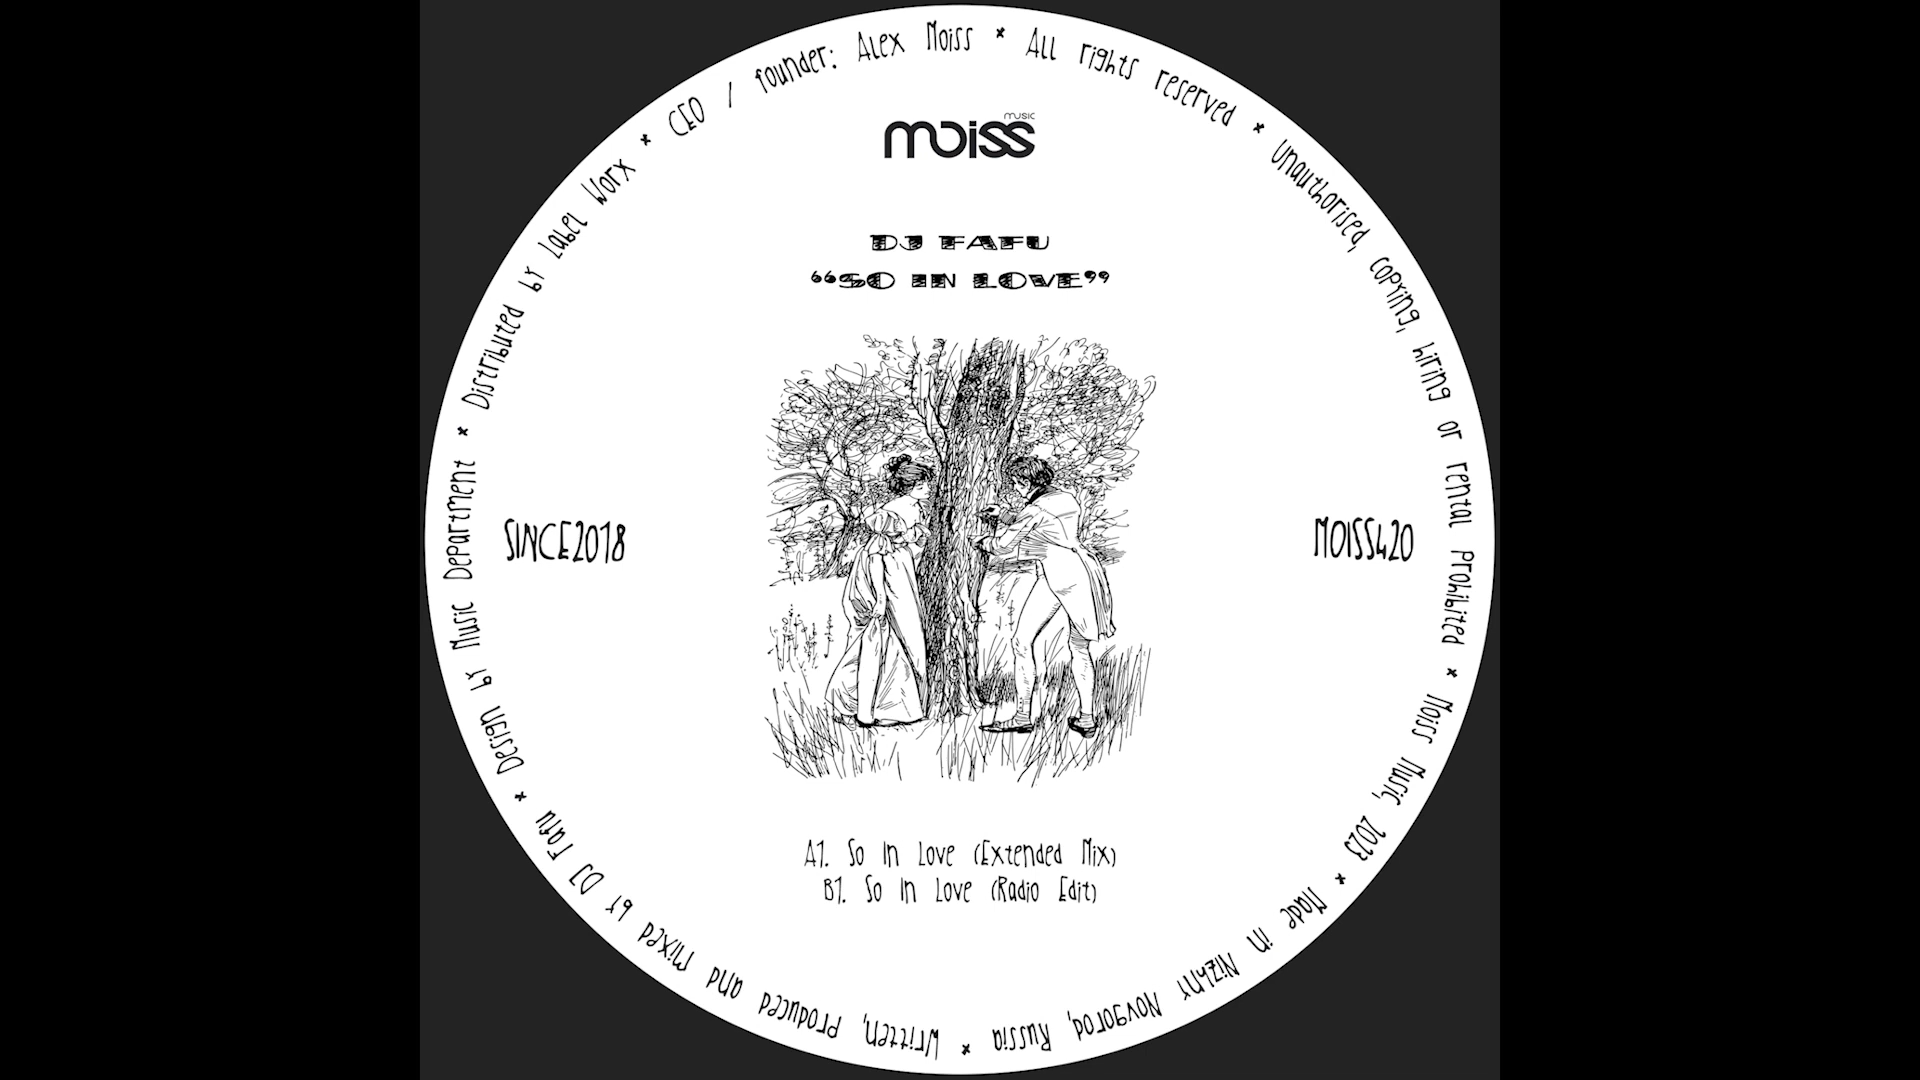 CEO / founder: Alex Moiss * All rights reserved * Unauthorised, copying, hiring or rental prohibited * Moiss Music, 2023 * Made in Nizhny Novgorod, Russia * Written, Produced and Mixed by DJ Fafu * Design by Music Department * Distributed by Label Worx *
music
moiss
DJ FAFU
“SO IN LOVE”
SINCE2018
MOISS420
A1. So In Love (Extended Mix)
B1. So In Love (Radio Edit)